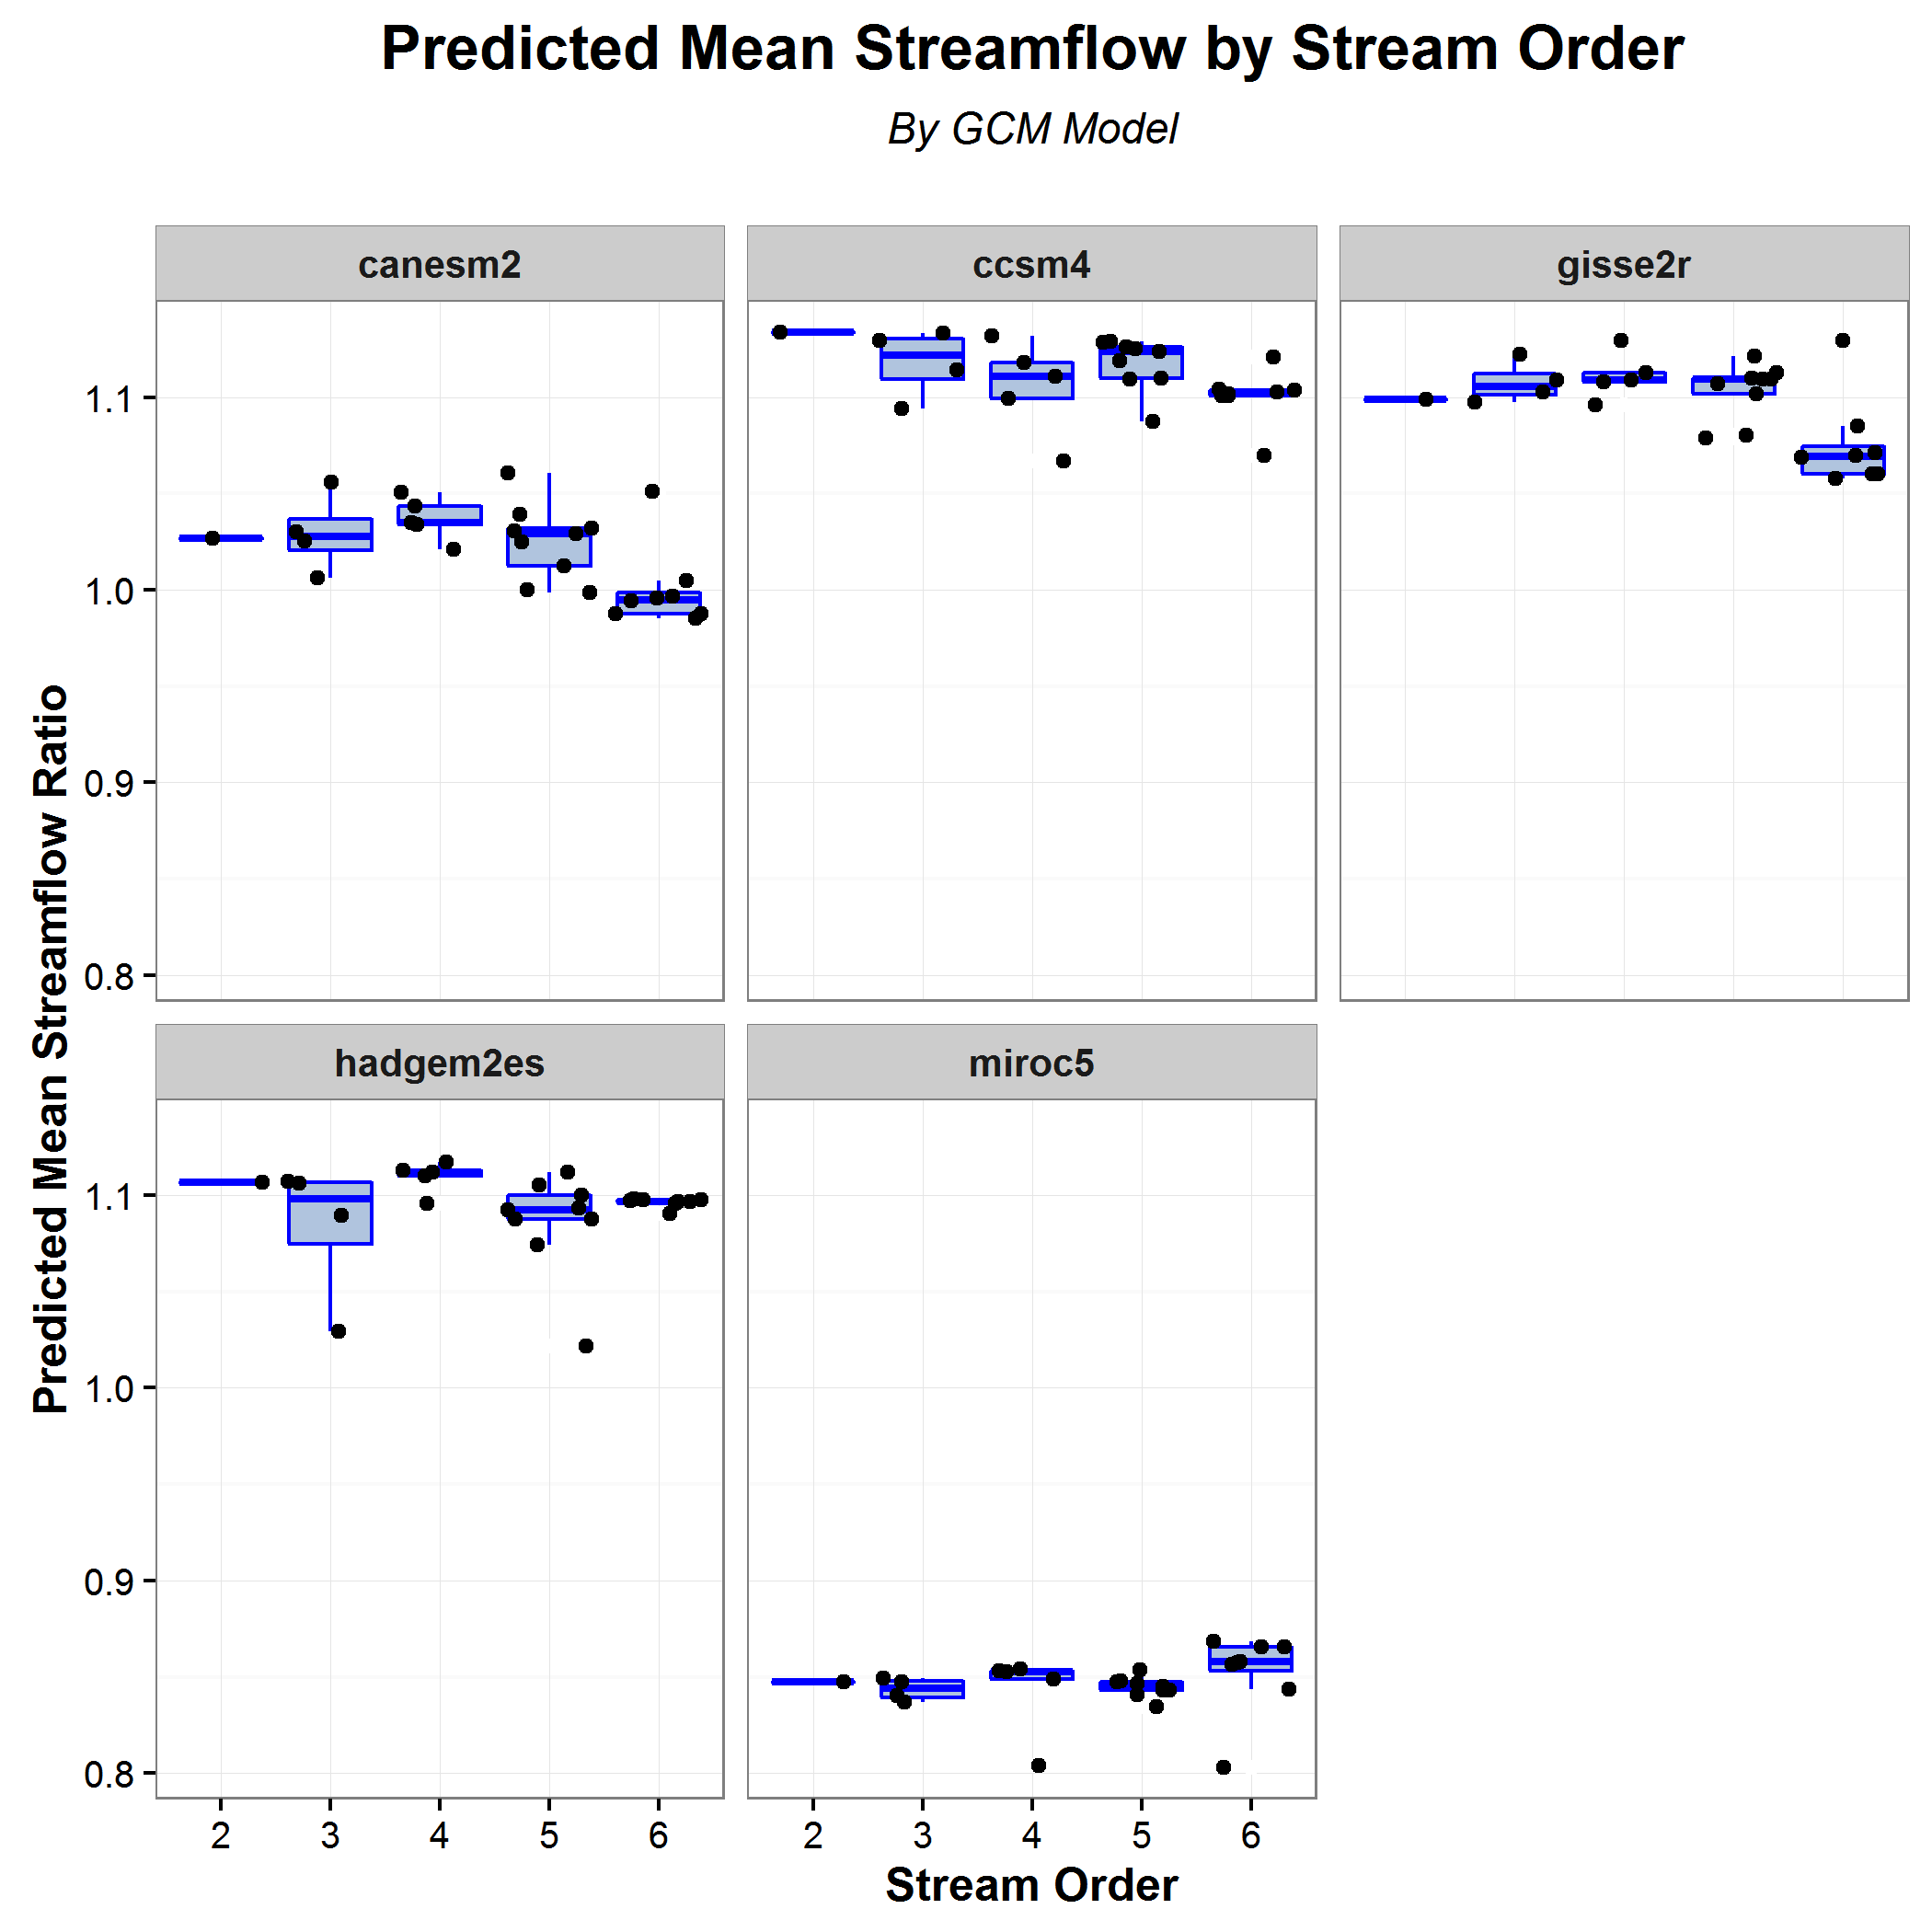 Predicted Mean Streamflow by Stream Order
By GCM Model
canesm2
ccsm4
gisse2r
1.1
1.0
0.9
0.8
Predicted Mean Streamflow Ratio
hadgem2es
miroc5
1.1
1.0
0.9
0.8
2 3 4 5 6
2 3 4 5 6
Stream Order